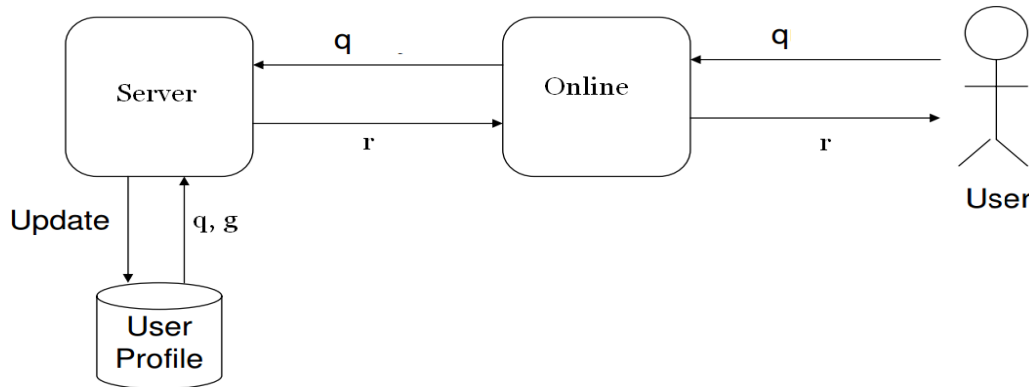 q
q
Server
Online
r
r
Update
q, g
User
User
Profile